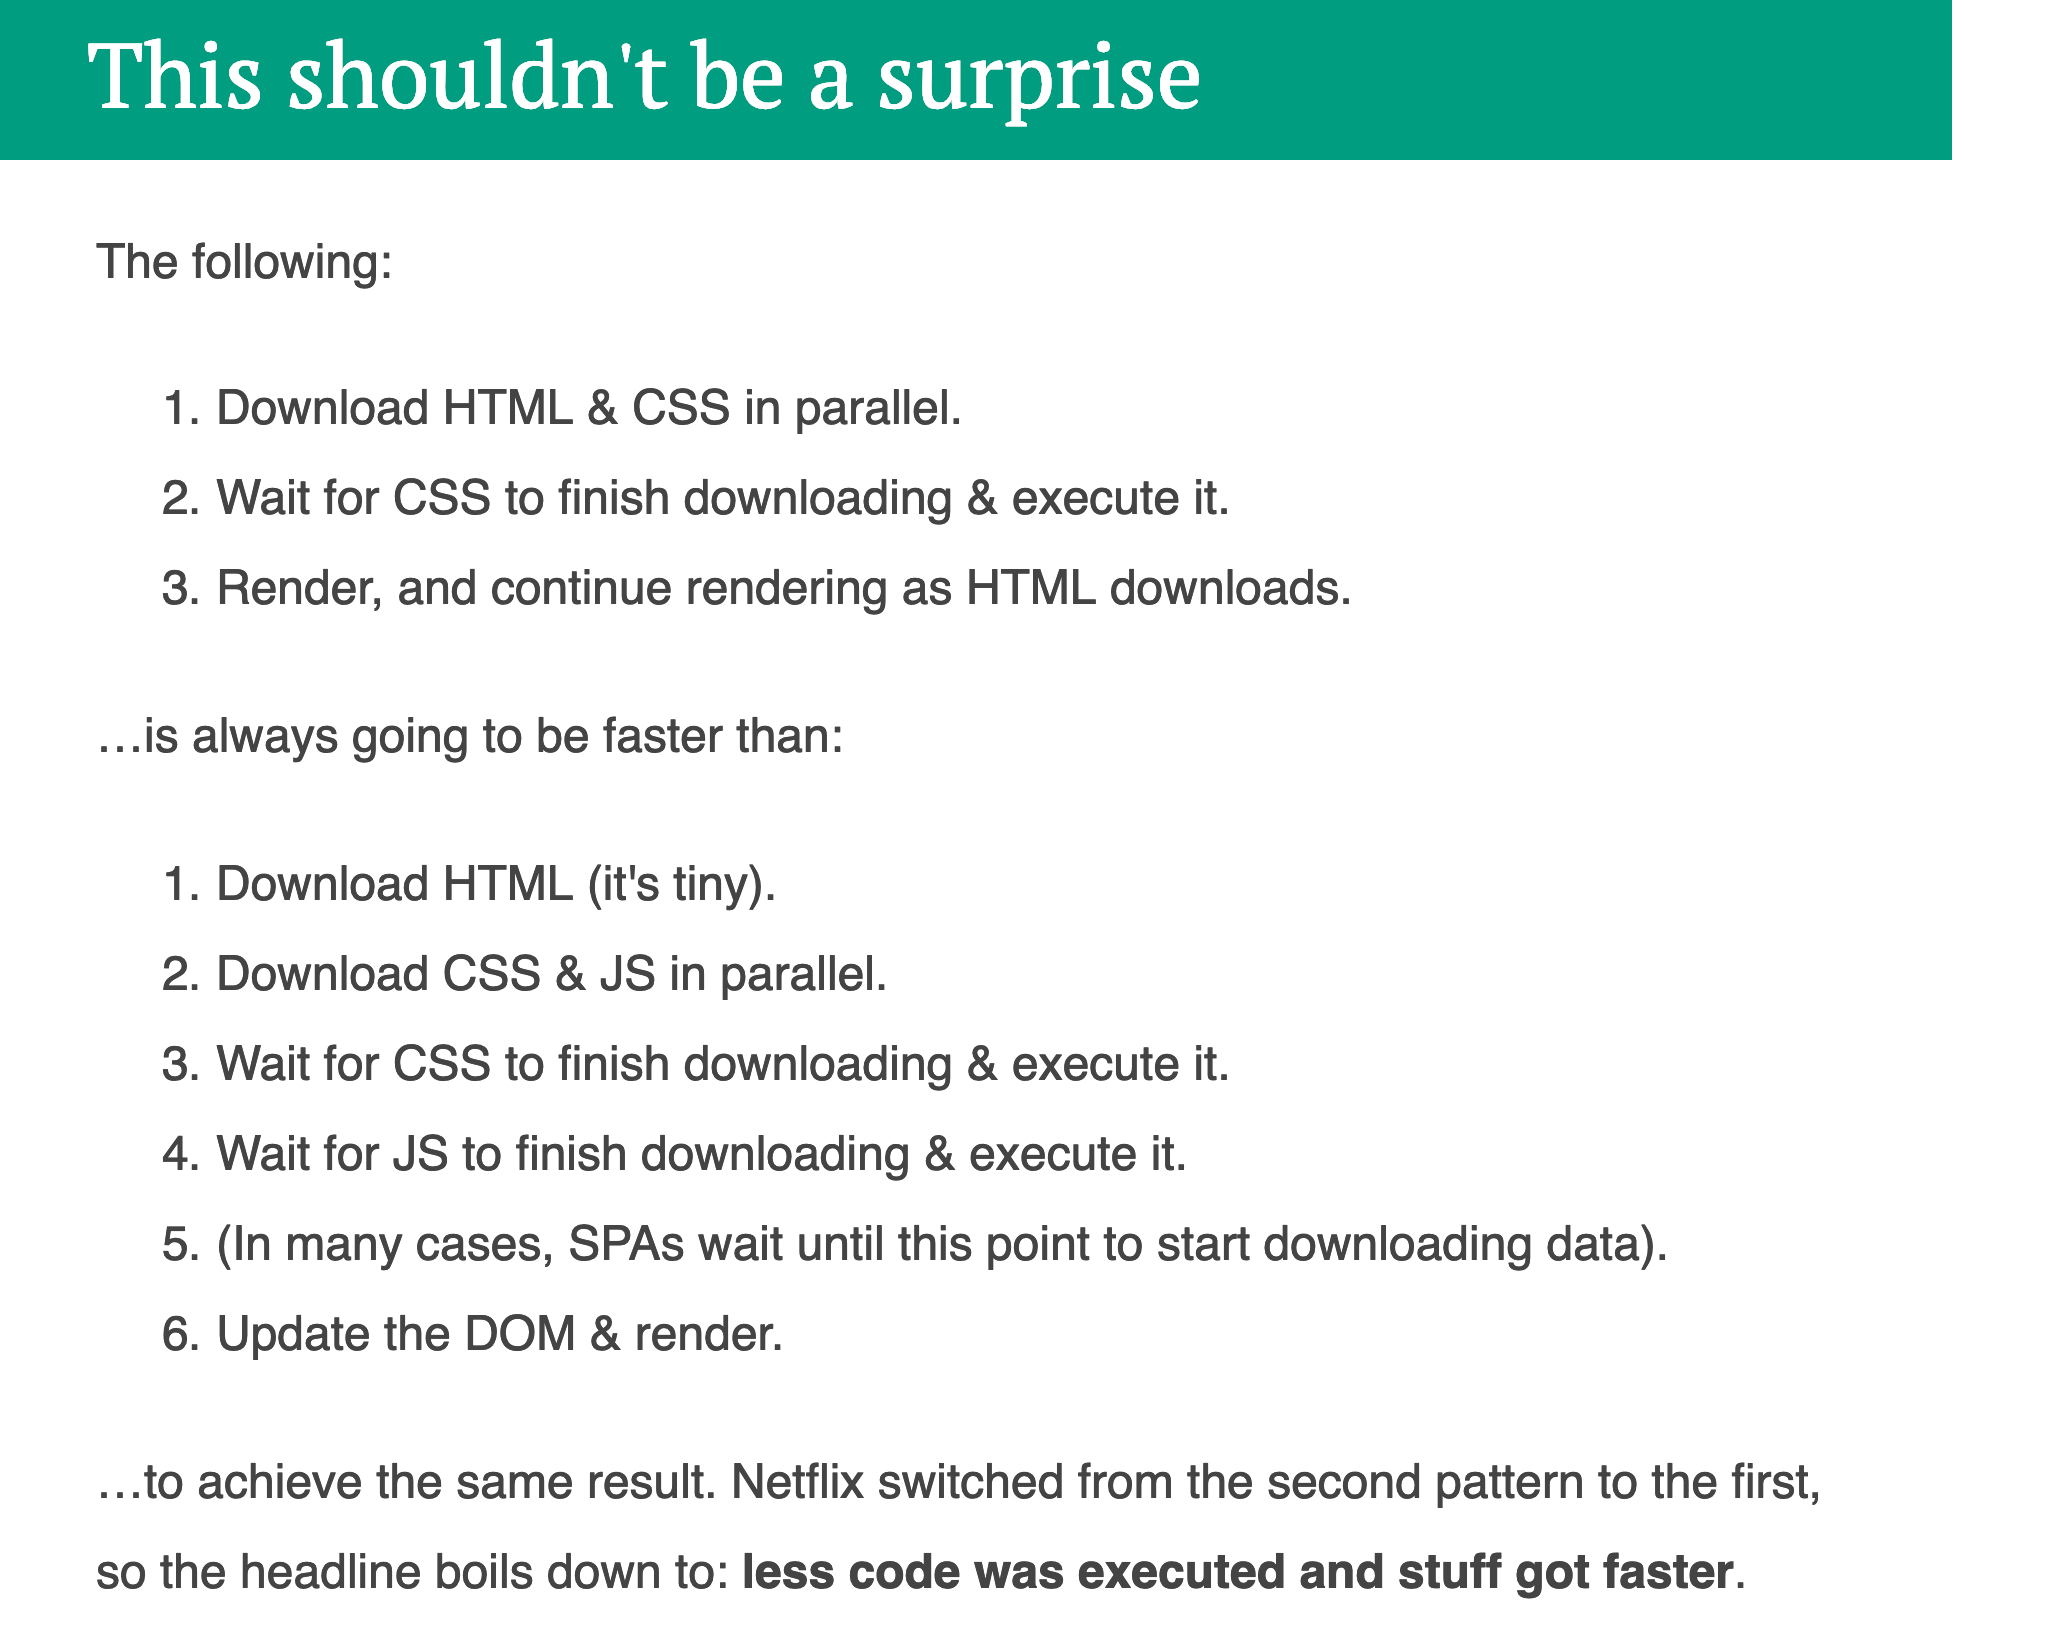 This shouldn't be a surprise
The following:
1. Download HTML & CSS in parallel.
2. Wait for CSS to finish downloading & execute it.
3. Render, and continue rendering as HTML downloads.
…is always going to be faster than:
1. Download HTML (it's tiny).
2. Download CSS & JS in parallel.
3. Wait for CSS to finish downloading & execute it.
4. Wait for JS to finish downloading & execute it.
5. (In many cases, SPAs wait until this point to start downloading data).
6. Update the DOM & render.
…to achieve the same result. Netflix switched from the second pattern to the first,
so the headline boils down to: less code was executed and stuff got faster.